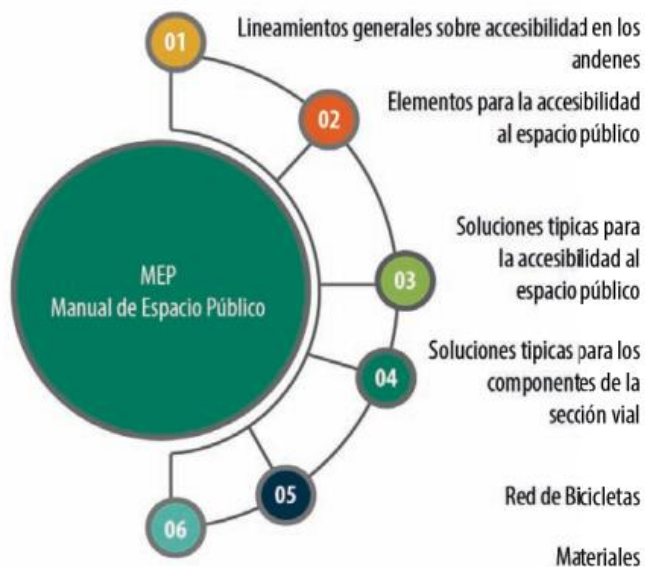 01
Lineamientos generales sobre accesibilidad en los
andenes
02
Elementos para la accesibilidad
al espacio público
MEP
Manual de Espacio Público
03
Soluciones tipicas para
la accesibilidad al
espacio público
04
Soluciones tipicas para los
componentes de la
sección vial
05
Red de Bicicletas
06
Materiales